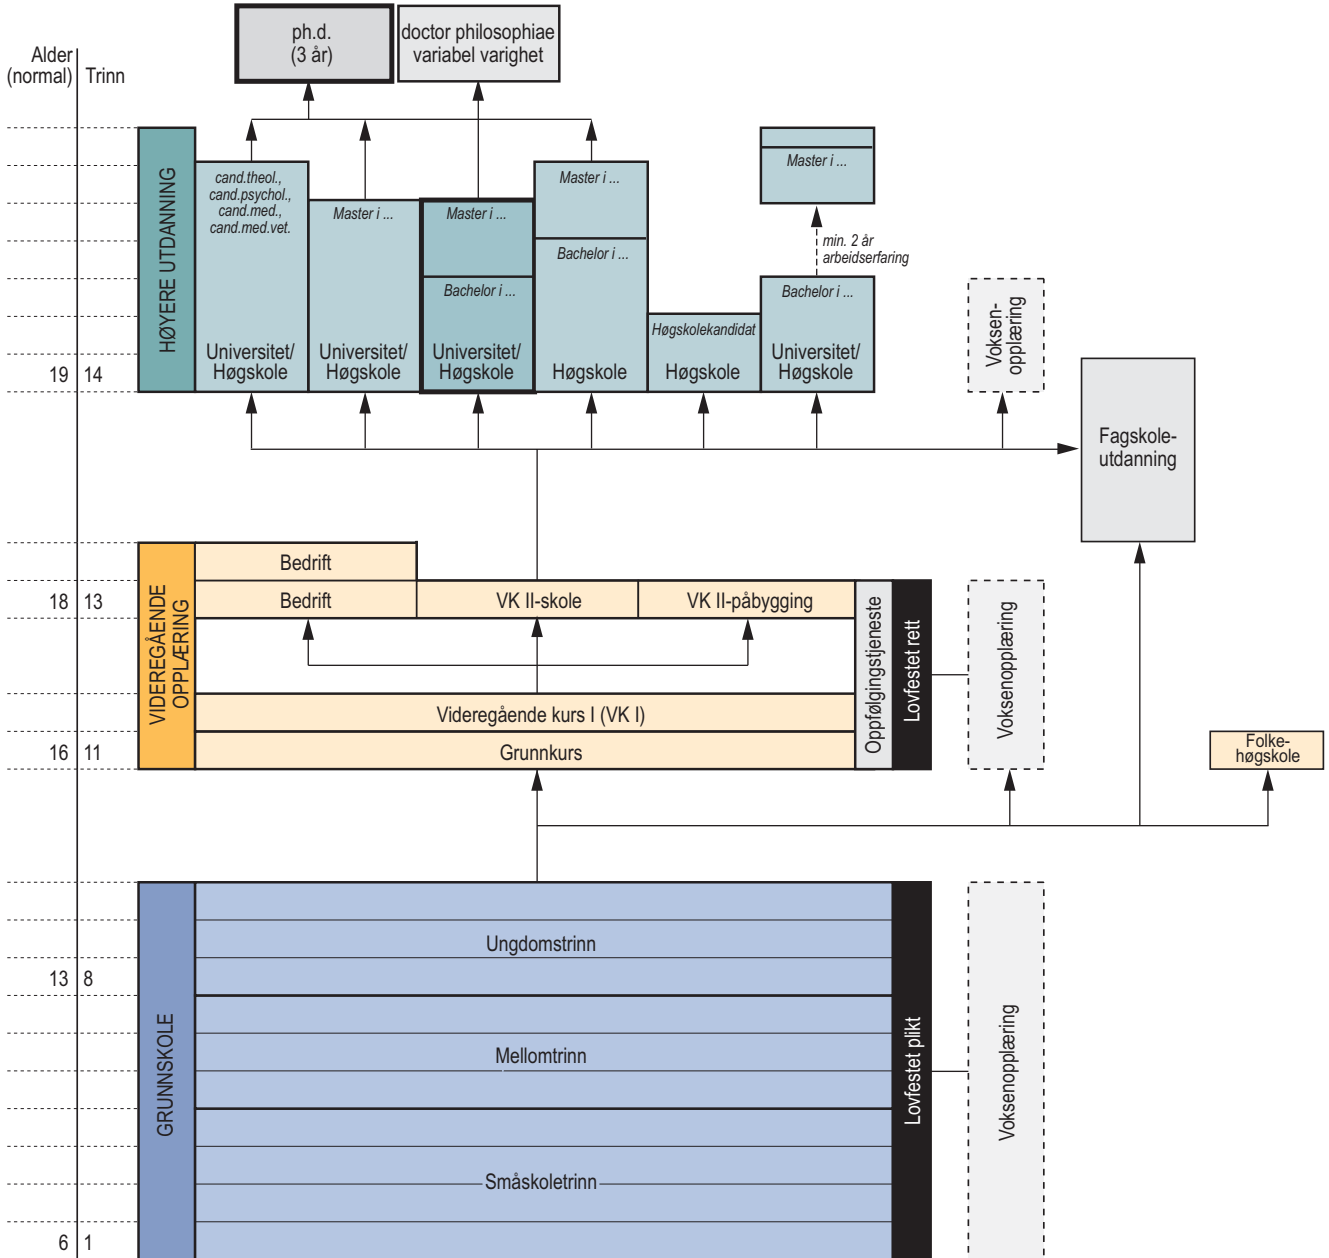 ph.d.
(3 år)
doctor philosophiae
variabel varighet
Alder
(normal)
Trinn
HØYERE UTDANNING
cand.theol.,
cand.psychol.,
cand.med.,
cand.med.vet.
Universitet/
Høgskole
Master i ...
Universitet/
Høgskole
Master i ...
Bachelor i ...
Universitet/
Høgskole
Master i ...
Bachelor i ...
Høgskole
Høgskolekandidat
Høgskole
Master i ...
min. 2 år
arbeidserfaring
Bachelor i ...
Universitet/
Høgskole
Voksen-
opplæring
19 14
Fagskole-
utdanning
VIDEREGÅENDE
OPPLÆRING
Bedrift
18 13
Bedrift
VK II-skole
VK II-påbygging
Videregående kurs I (VK I)
16 11
Grunnkurs
Oppfølgingstjeneste
Lovfestet rett
Voksenopplæring
Folke-
høgskole
GRUNNSKOLE
Ungdomstrinn
13 8
Mellomtrinn
Småskoletrinn
6 1
Lovfestet plikt
Voksenopplæring